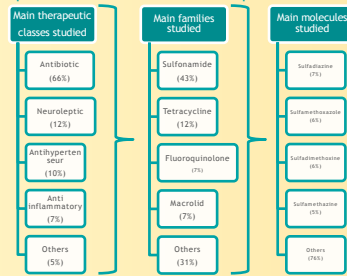 Main therapeutic
classes studied
Antibiotic
(66%)
Neuroleptic
(12%)
Antihyperten
seur
(10%)
Anti
inflammatory
(7%)
Others
(5%)
Main families
studied
Sulfonamide
(43%)
Tetracycline
(12%)
Fluoroquinolone
(7%)
Macrolid
(7%)
Others
(31%)
Main molecules
studied
Sulfadiazine
(7%)
Sulfamethoxazole
(6%)
Sulfadimethoxine
(6%)
Sulfamethazine
(5%)
Others
(76%)